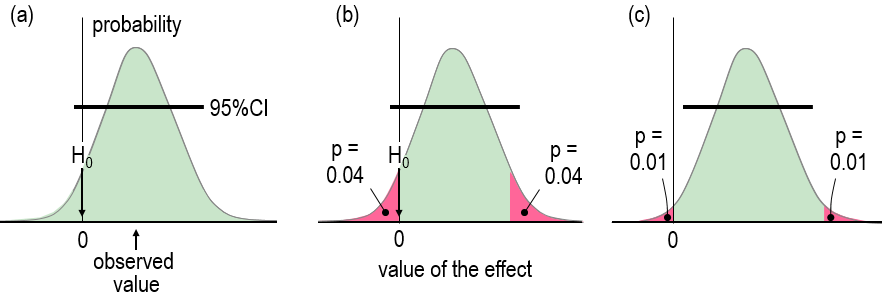 (a)
probability
95%CI
H0
0
observed
value
(b)
p =
0.04
H0
p =
0.04
0
value of the effect
(c)
p =
0.01
p =
0.01
0